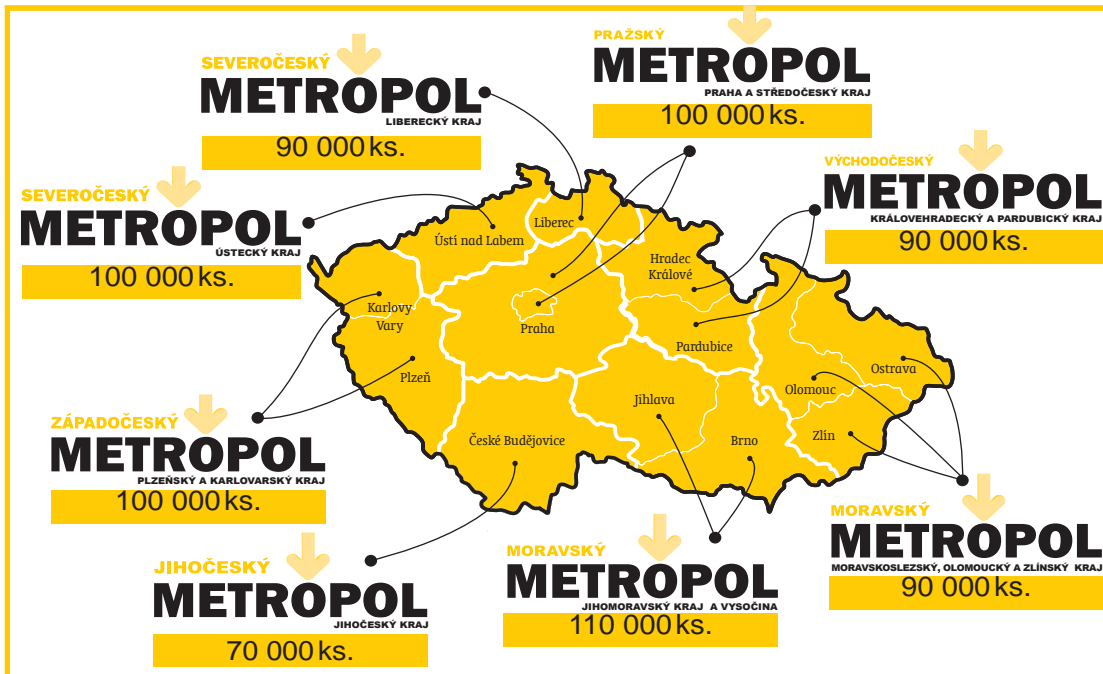 SEVEROČESKÝ
METROPOL
LIBERECKÝ KRAJ
90 000 ks.
PRAŽSKÝ
METROPOL
PRAHA A STŘEDOČESKÝ KRAJ
100 000 ks.
SEVEROČESKÝ
METROPOL
ÚSTECKÝ KRAJ
100 000 ks.
VÝCHODOČESKÝ
METROPOL
KRÁLOVEHRADECKÝ A PARDUBICKÝ KRAJ
90 000 ks.
Liberec
Ústí nad Labem
Hradec
Králové
Karlovy
Vary
Praha
Pardubice
Plzeň
Ostrava
Olomouc
Jihlava
České Budějovice
Brno
Zlín
ZÁPADOČESKÝ
METROPOL
PLZEŇSKÝ A KARLOVARSKÝ KRAJ
100 000 ks.
JIHOČESKÝ
METROPOL
JIHOČESKÝ KRAJ
70 000 ks.
MORAVSKÝ
METROPOL
JIHOMORAVSKÝ KRAJ A VYSOČINA
110 000 ks.
MORAVSKÝ
METROPOL
MORAVSKOSLEZSKÝ, OLOMOUCKÝ A ZLÍNSKÝ KRAJ
90 000 ks.